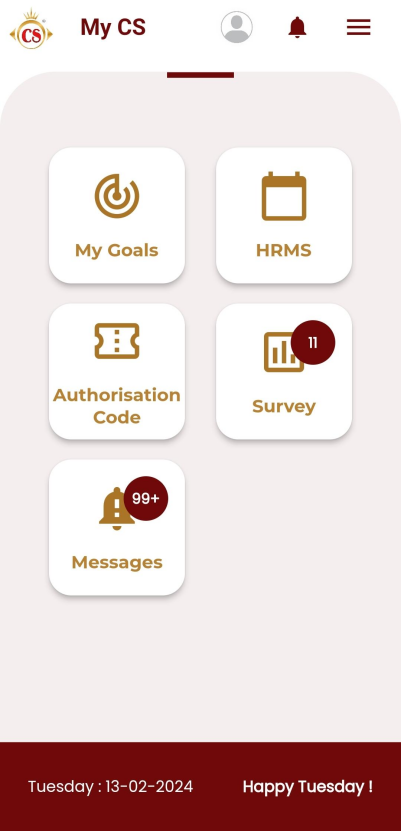 CS
My CS
My Goals
HRMS
Authorisation
Code
11
Survey
99+
Messages
Tuesday : 13-02-2024
Happy Tuesday !